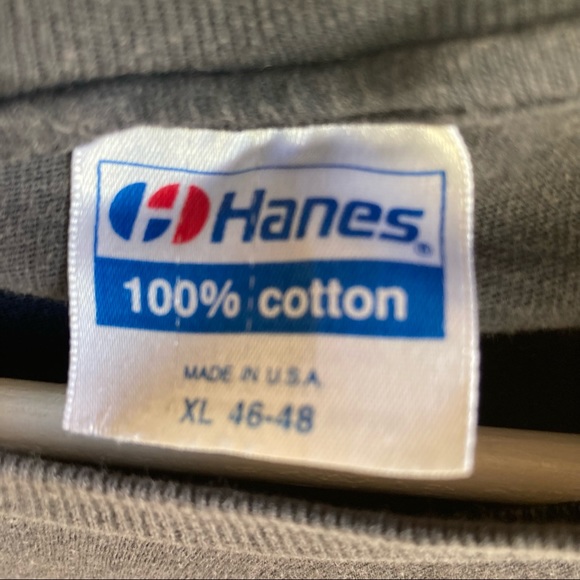 Hanes®
100% cotton
MADE IN U.S.A.
XL 46-48